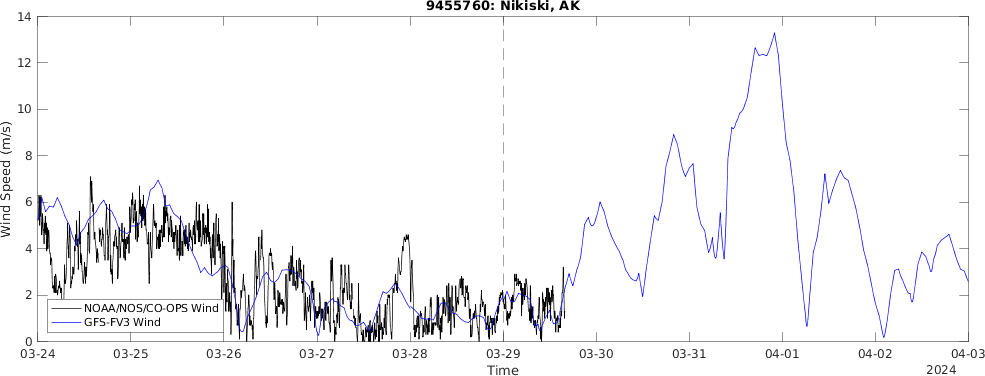 9455760: Nikiski, AK
14
12
10
8
6
4
2
0
Wind Speed (m/s)
NOAA/NOS/CO-OPS Wind
GFS-FV3 Wind
03-24 03-25 03-26 03-27 03-28 03-29 03-30 03-31 04-01 04-02 04-03
Time
2024